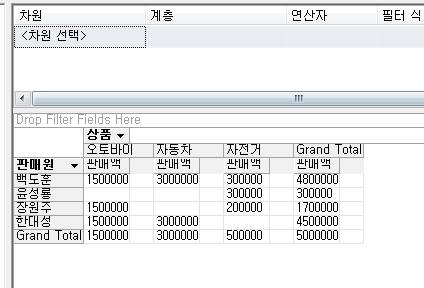 차원 계층 연산자 필터 식
<차원 선택>
Drop Filter Fields Here
상품
오토바이 자동차 자전거 Grand Total
판매원 판매액 판매액 판매액 판매액
백도훈 1500000 3000000 300000 4800000
윤성룡 300000 300000
장원주 1500000 200000 1700000
한대성 1500000 3000000 4500000
Grand Total 1500000 3000000 500000 5000000